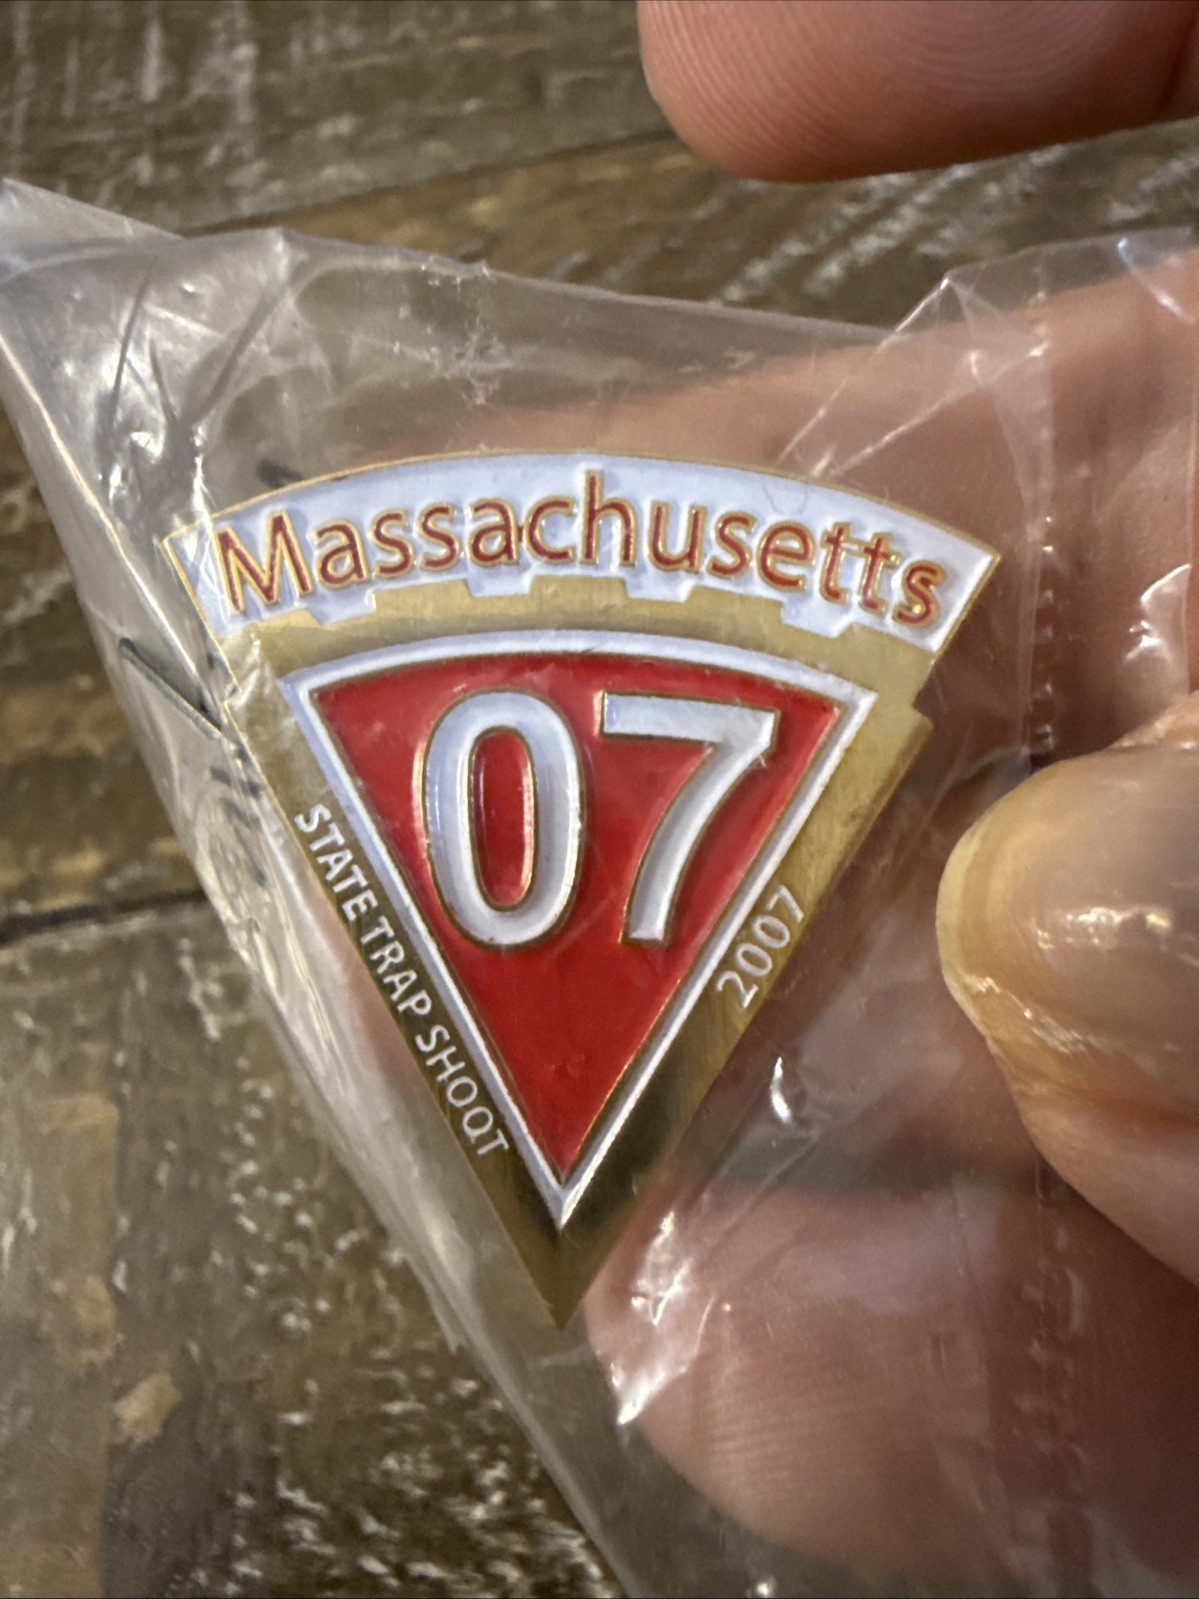 Massachusetts
07
STATE TRAP SHOOT
2007